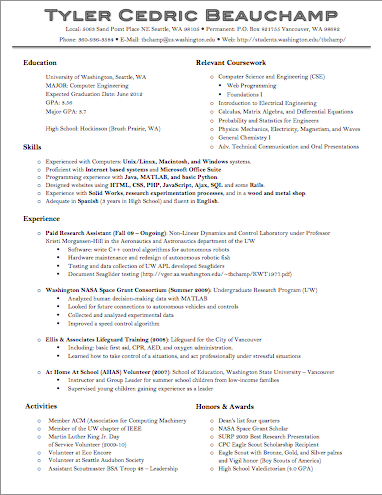 TYLER CEDRIC BEAUCHAMP
Local: 5063 Sand Point Place NE Seattle, WA 98105 • Permanent: P.O. Box 821155 Vancouver, WA 98682
Phone: • E-Mail: thchamp@cs.washington.edu • Web: http://students.washington.edu/thchamp/
Education
University of Washington, Seattle, WA
MAJOR: Computer Engineering
Expected Graduation Date: June 2012
GPA: 3.56
Major GPA: 3.7
High School: Hockinson (Brush Prairie, WA)
Relevant Coursework
o Computer Science and Engineering (CSE)
▪ Web Programming
▪ Foundations I
o Introduction to Electrical Engineering
o Calculus, Matrix Algebra, and Differential Equations
o Probability and Statistics for Engineers
o Physics: Mechanics, Electricity, Magnetism, and Waves
o General Chemistry I
o Adv. Technical Communication and Oral Presentation
Skills
o Experienced with Computers: Unix/Linux, Macintosh, and Windows systems.
o Proficient with Internet based systems and Microsoft Office Suite
o Programming experience with Java, MATLAB, and basic Python
o Designed websites using HTML, CSS, PHP, JavaScript, Ajax, SQL and some Rails.
o Experience with Solid Works, research experimentation processes, and in a wood and metal shop
o Adequate in Spanish (3 years in High School) and fluent in English.
Experience
o Paid Research Assistant (Fall 09 – Ongoing): Non-Linear Dynamics and Control Laboratory under Professor
Kristi Morgansen-Hill in the Aeronautics and Astronautics department of the UW
▪ Software: write C++ control algorithms for autonomous robots
▪ Hardware maintenance and redesign of autonomous robotic fish
▪ Testing and data collection of UW APL developed Seagliders
▪ Document Seaglider testing (http://vger.aa.washington.edu/~thchamp/KWT1977.pdf)
o Washington NASA Space Grant Consortium (Summer 2009): Undergraduate Research Program (UW)
▪ Analyzed human decision-making data with MATLAB
▪ Looked for future connections to autonomous vehicles and controls
▪ Collected and analyzed experimental data
▪ Improved a speed control algorithm
o Ellis & Associates Lifeguard Training (2008): Lifeguard for the City of Vancouver
▪ Including; basic first aid, CPR, AED, and oxygen-aid training
▪ Learned how to take control of a situations, and act professionally under stressful situations
o At Home At School (AHAS) Volunteer (2007): School of Education, Washington State University – Vancouver
▪ Instructor and Group Leader for summer school children from low-income families
▪ Supervised young children gaining experience as a leader
Activities
o Member ACM (Association for Computing Machinery)
o Member of the UW chapter of IEEE
o Martin Luther King Jr. Day
of Service Volunteer (09-10)
o Volunteer at Eco Encore
o Volunteer at Youth and Outdoors Seattle
o Assistant Scoutmaster BSA Troop 48 – Leadership
Honors & Awards
o Dean's list four quarters
o NASA Space Grant Scholar
o SURP 2009 Best Research Presentation
o CPC Eagle Scout Scholarship Recipient
o Eagle Scout with Bronze, Gold, and Silver palms
and Vigil honor (Boy Scouts of America)
o High School Valedictorian (4.0 GPA)